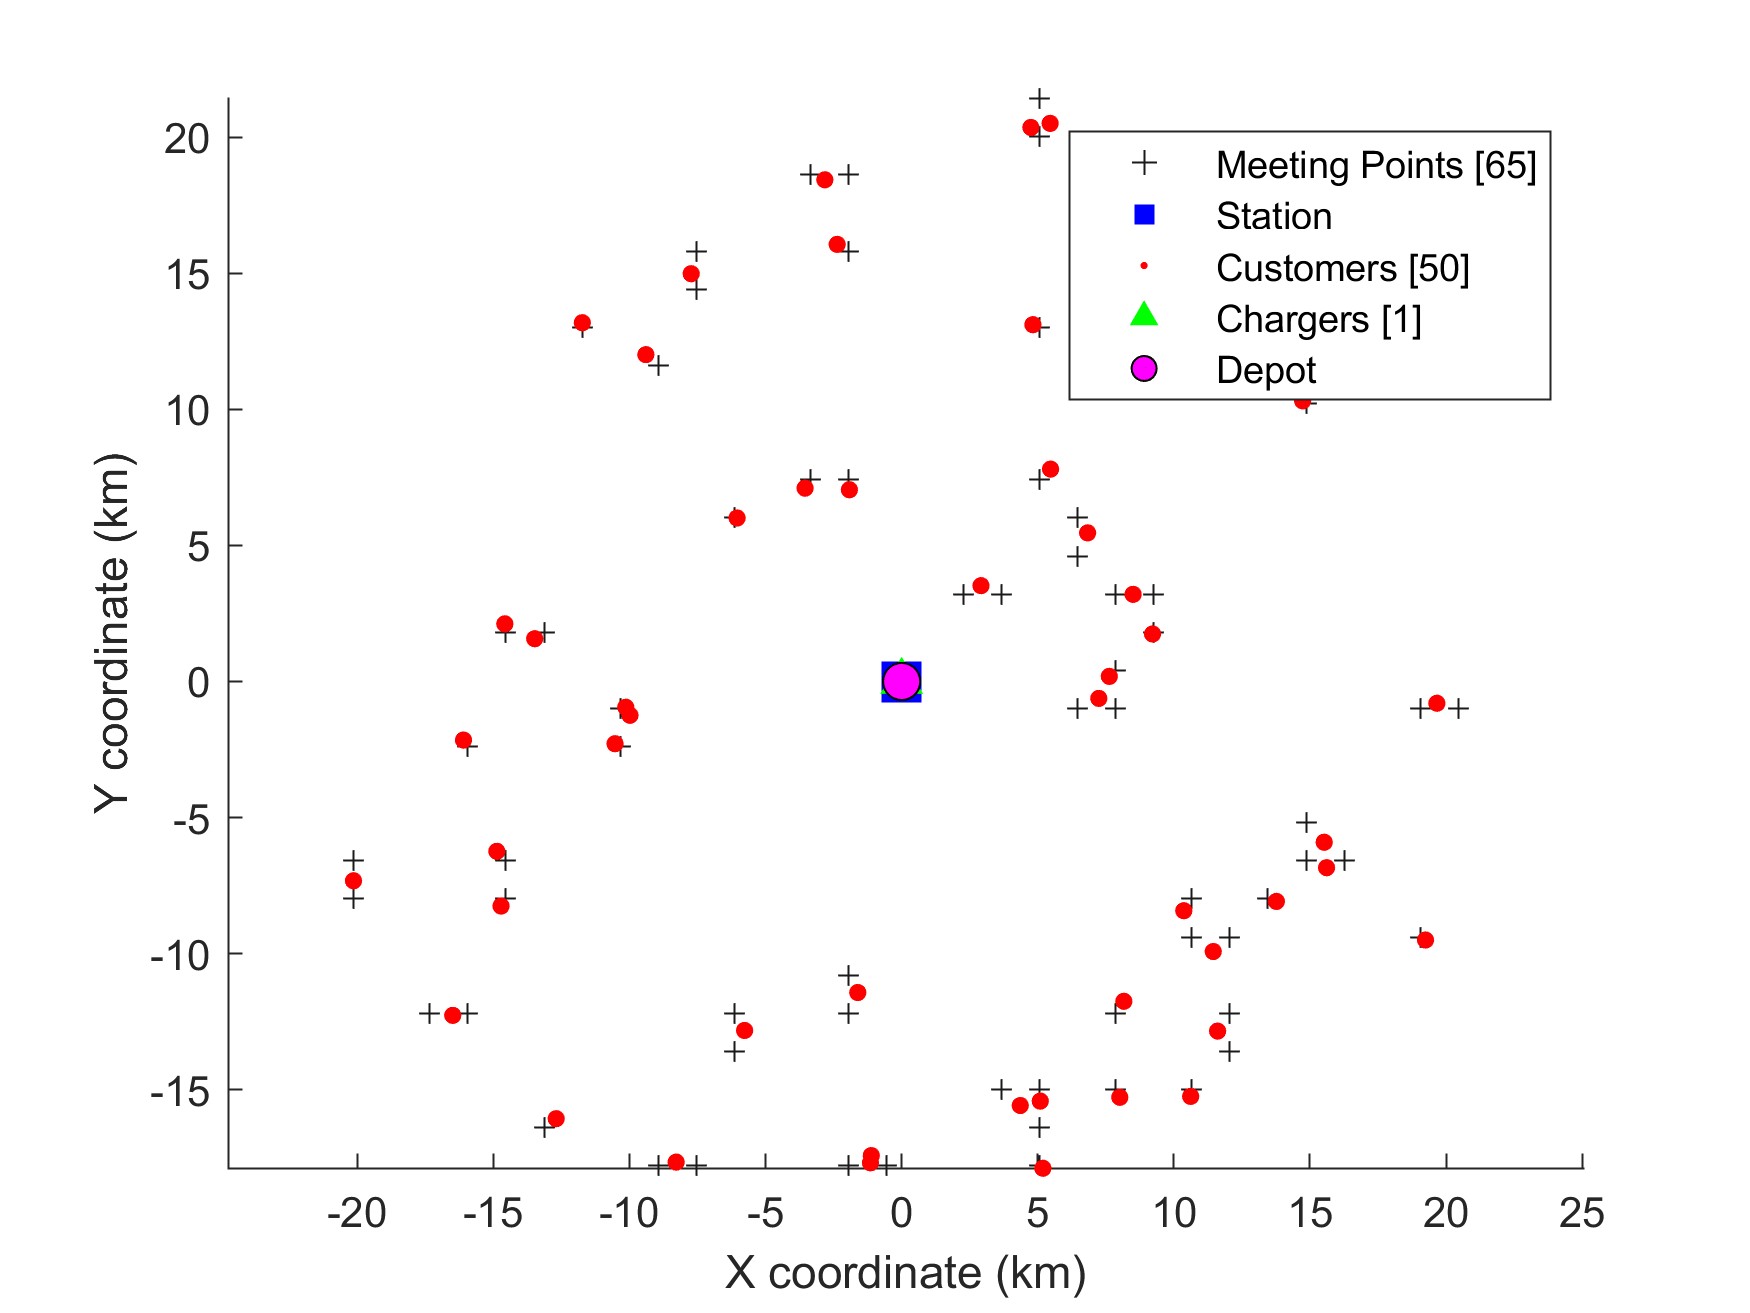 20
15
10
5
0
-5
-10
-15
Y coordinate (km)
Meeting Points [65]
Station
Customers [50]
Chargers [1]
Depot
-20 -15 -10 -5 0 5 10 15 20 25
X coordinate (km)